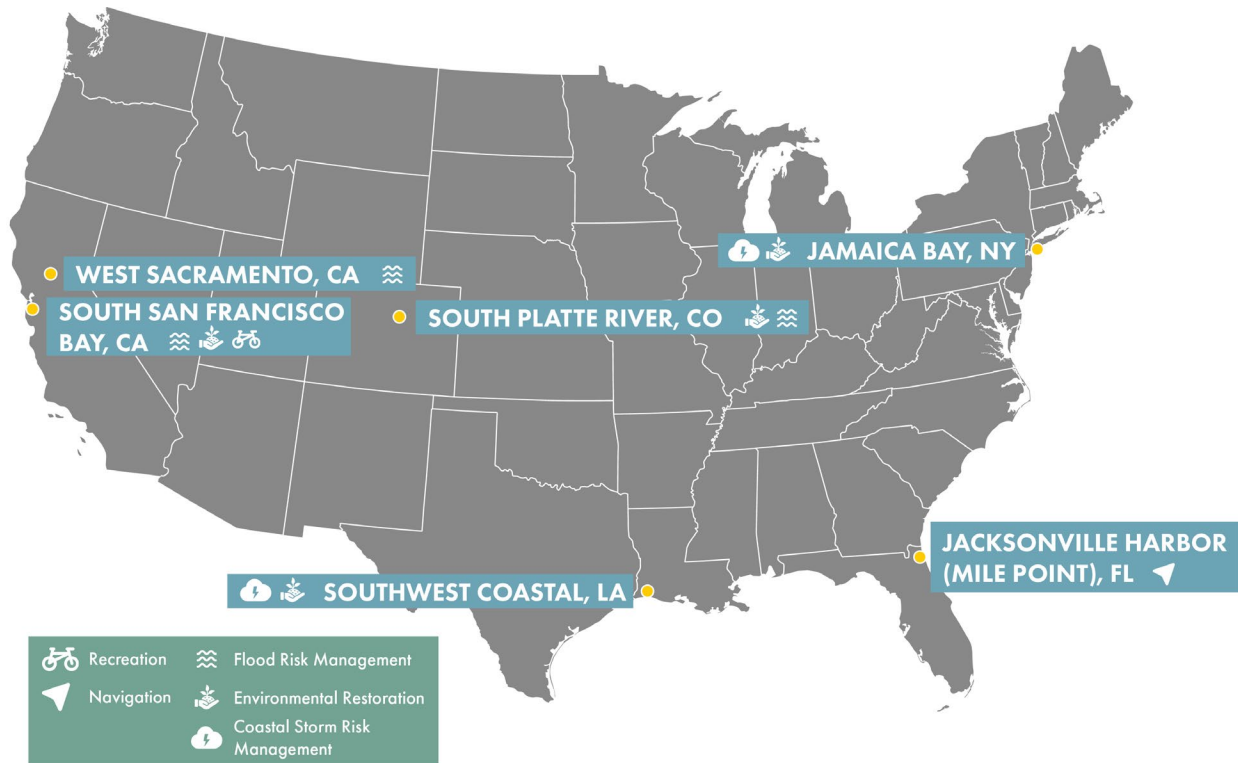 JAMAICA BAY, NY
WEST SACRAMENTO, CA
SOUTH SAN FRANCISCO
BAY, CA
SOUTH PLATTE RIVER, CO
JACKSONVILLE HARBOR
(MILE POINT), FL
SOUTHWEST COASTAL, LA
Recreation
Flood Risk Management
Navigation
Environmental Restoration
Coastal Storm Risk
Management